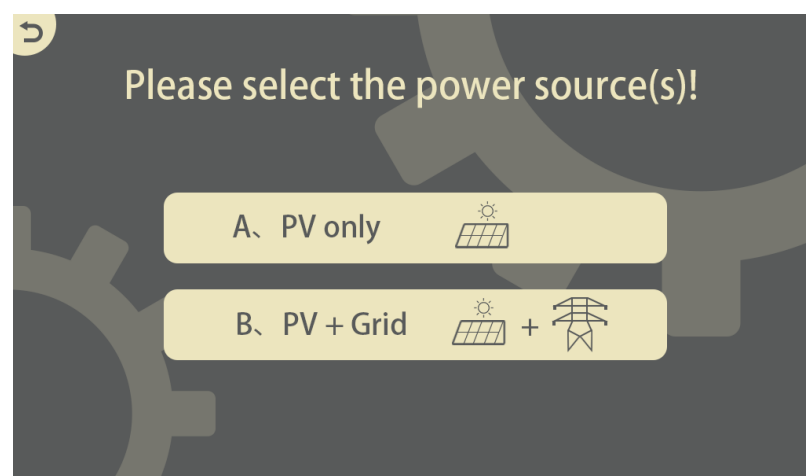 Please select the power source(s)!
A、PV only
B、PV + Grid
+